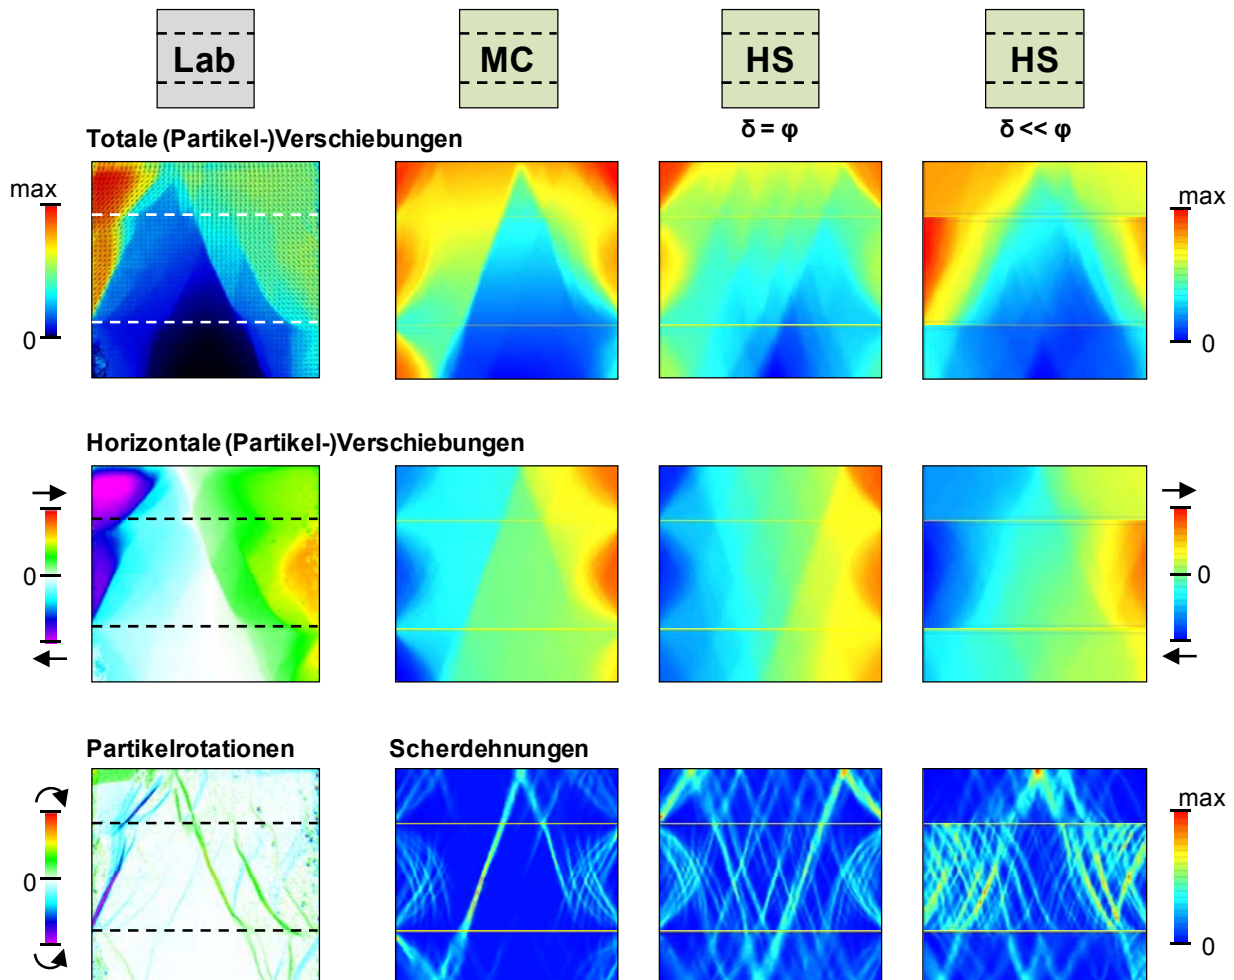 Lab MC HS HS
δ = φ δ << φ
Totale (Partikel-)Verschiebungen
max max
0 0
Horizontale (Partikel-)Verschiebungen
0 0
Partikelrotationen Scherdehnungen
max
0
0